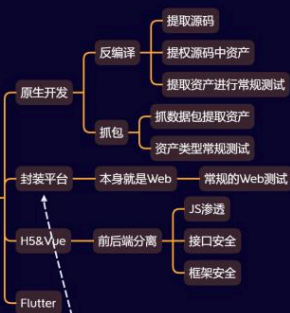 提取源码
反编译
提权源码中资产
提取资产进行常规测试
原生开发
抓数据包提取资产
抓包
资产类型常规测试
封装平台
本身就是Web
常规的Web测试
JS渗透
H5&Vue
前后端分离
接口安全
框架安全
Flutter